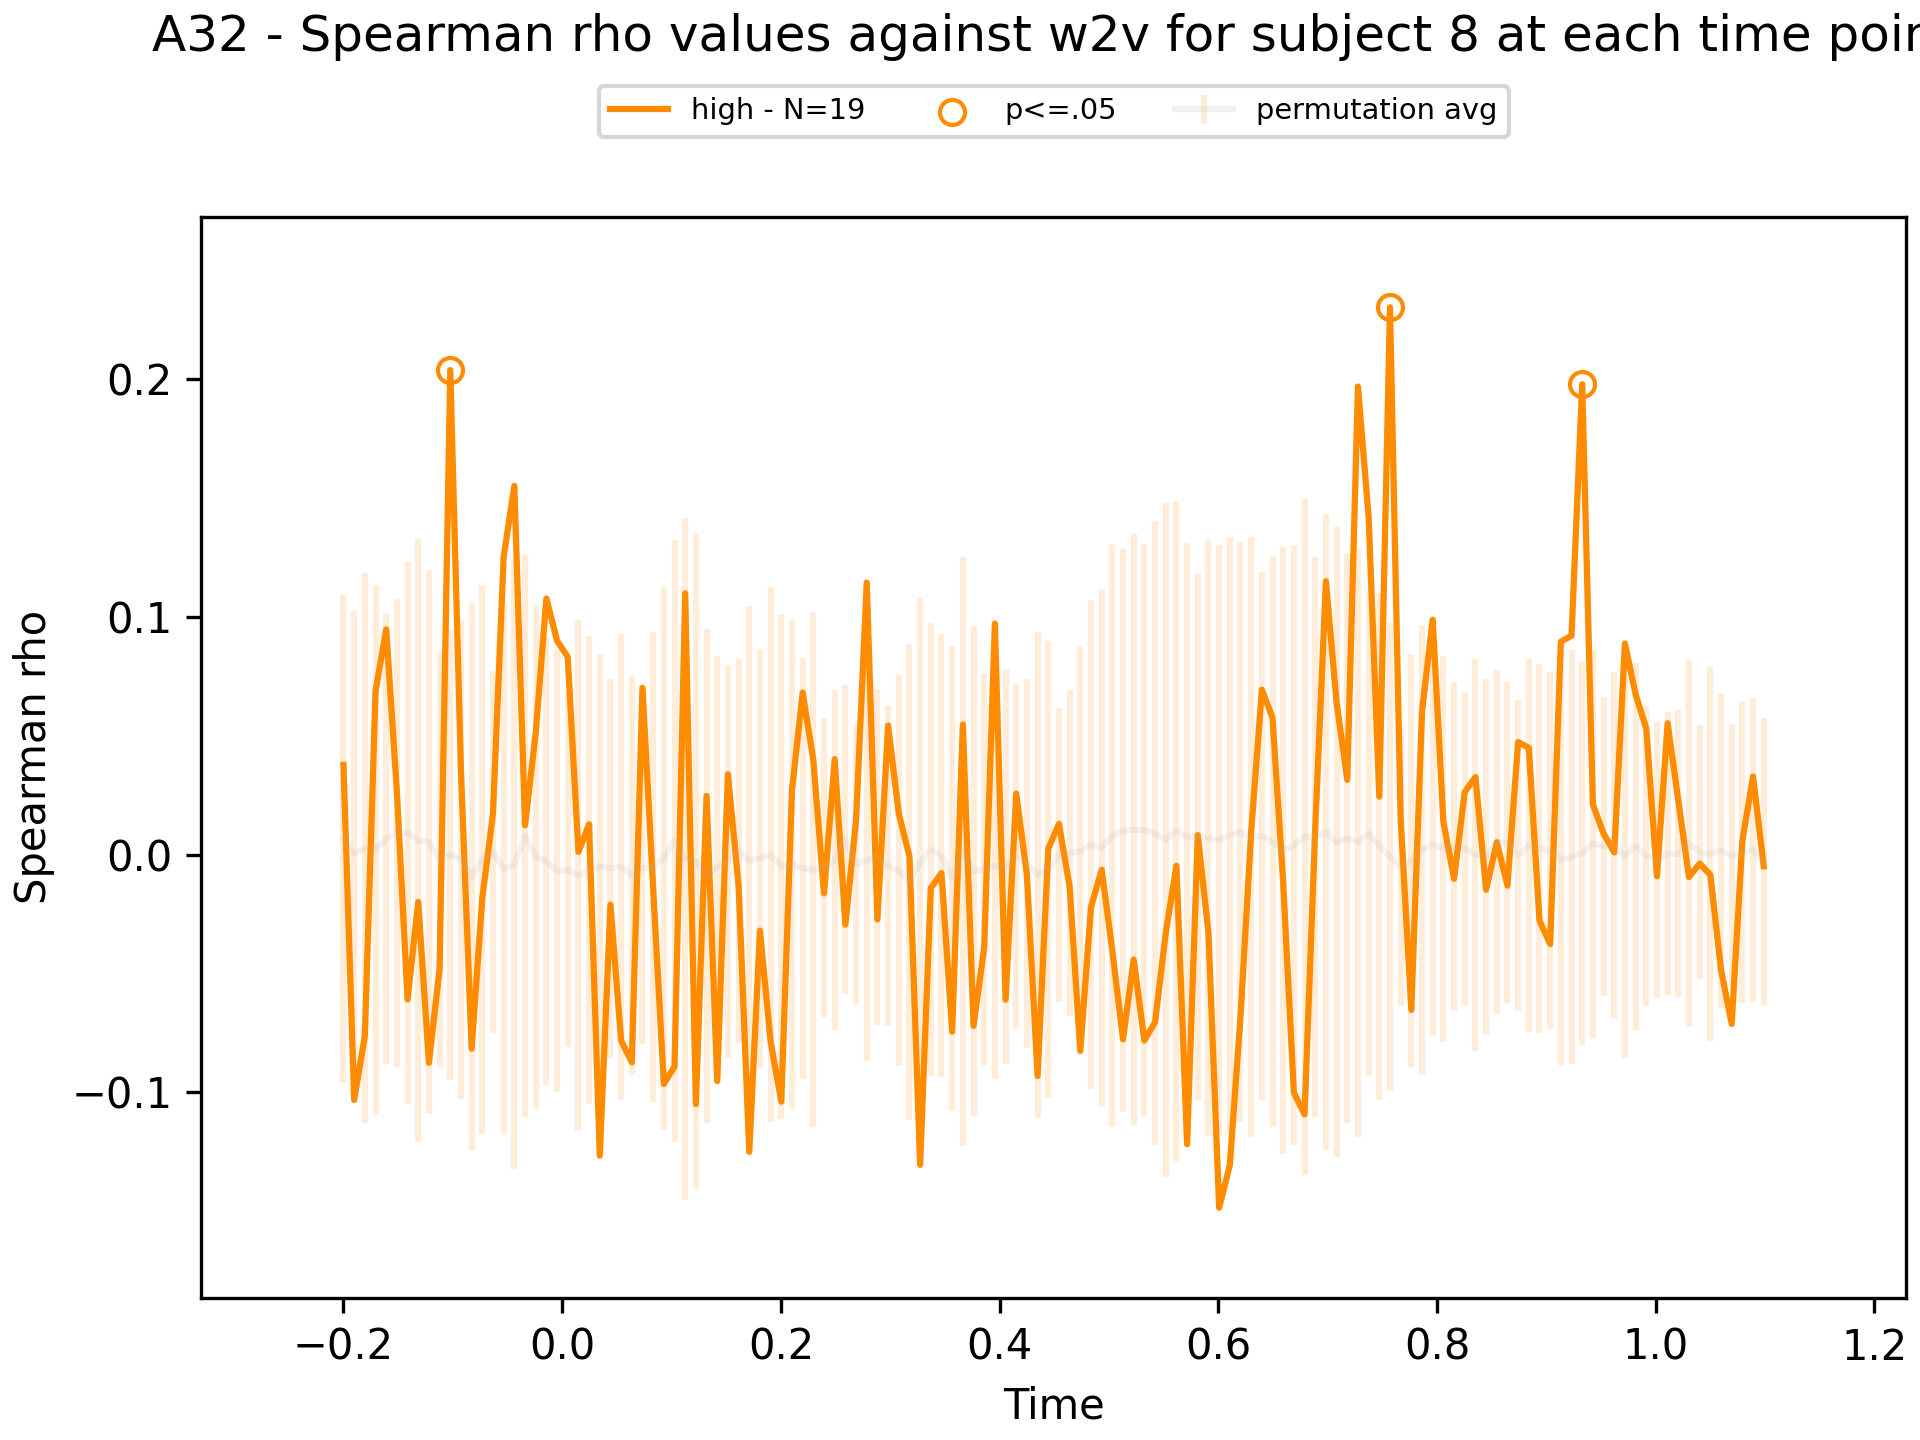 A32 - Spearman rho values against w2v for subject 8 at each time poin
high - N=19 p<=.05 permutation avg
Spearman rho
0.2
0.1
0.0
−0.1
−0.2 0.0 0.2 0.4 0.6 0.8 1.0 1.2
Time